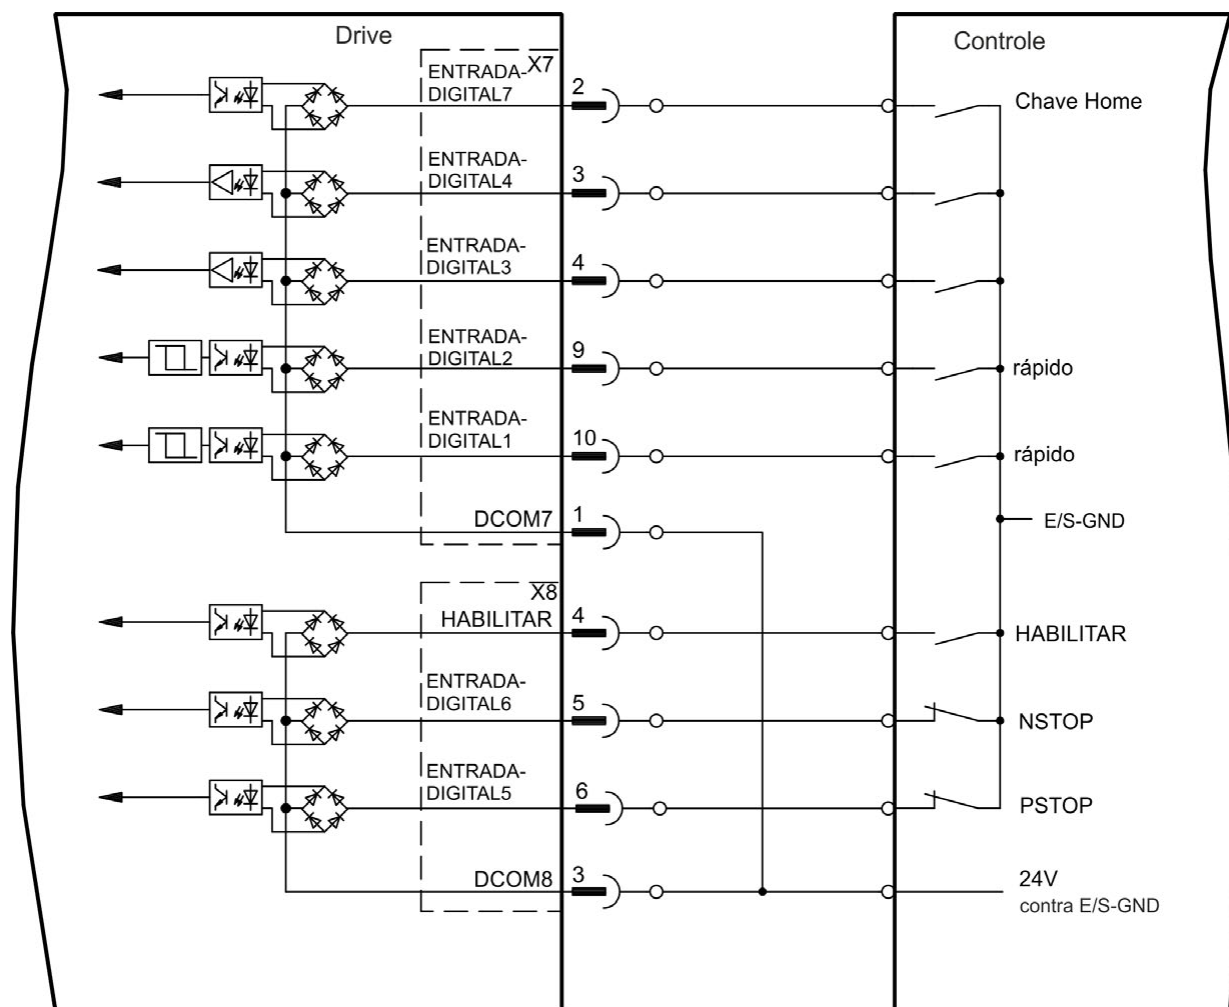 Drive
Controle
X7
ENTRADA-
DIGITAL7
2
Chave Home
ENTRADA-
DIGITAL4
3
ENTRADA-
DIGITAL3
4
ENTRADA-
DIGITAL2
9
rápido
ENTRADA-
DIGITAL1
10
rápido
DCOM7
1
E/S-GND
X8
HABILITAR
4
HABILITAR
ENTRADA-
DIGITAL6
5
NSTOP
ENTRADA-
DIGITAL5
6
PSTOP
DCOM8
3
24V
contra E/S-GND